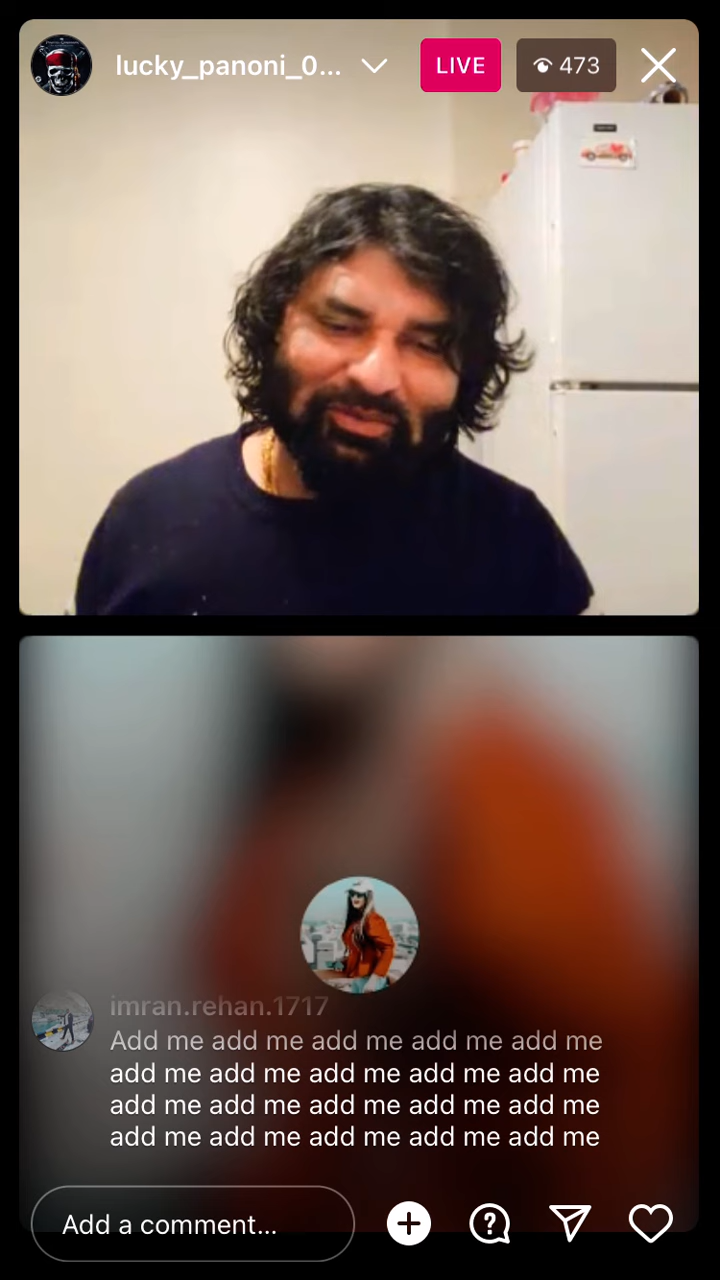 lucky_panoni_0...
LIVE
473
imran.rehan.1717
Add me add me add me add me add me
add me add me add me add me add me
add me add me add me add me add me
add me add me add me add me add me
Add a comment...